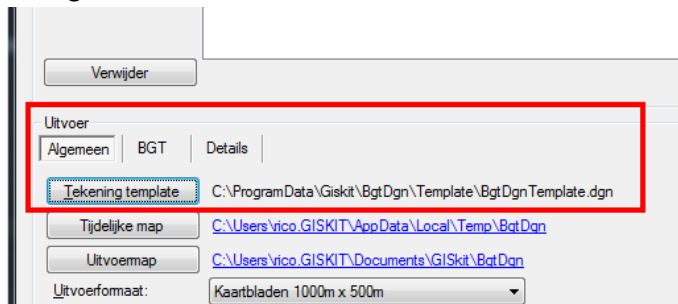 Verwijder
Uitvoer
Algemeen BGT Details
Tekening template C:\ProgramData\Giskit\BgtDgn\Template\BgtDgnTemplate.dgn
Tijdelijke map C:\Users\rico.GISKIT\AppData\Local\Temp\BgtDgn
Uitvoermap C:\Users\rico.GISKIT\Documents\GISkit\BgtDgn
Uitvoerformaat: Kaartbladen 1000m x 500m